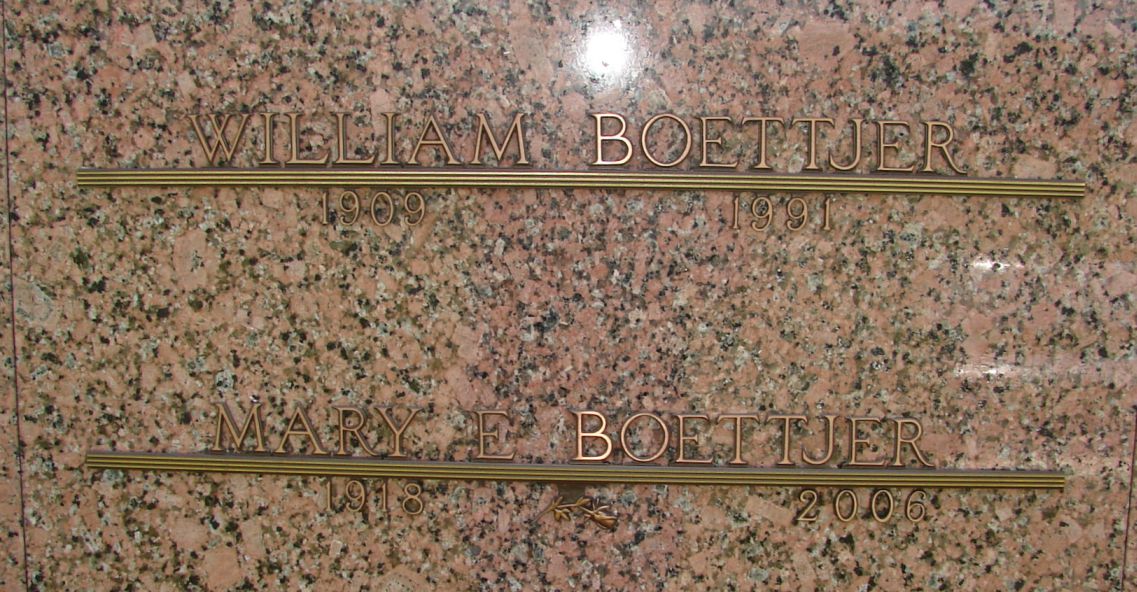 WILLIAM BOETTJER
1909 1991
MARY E BOETTJER
1918 2006